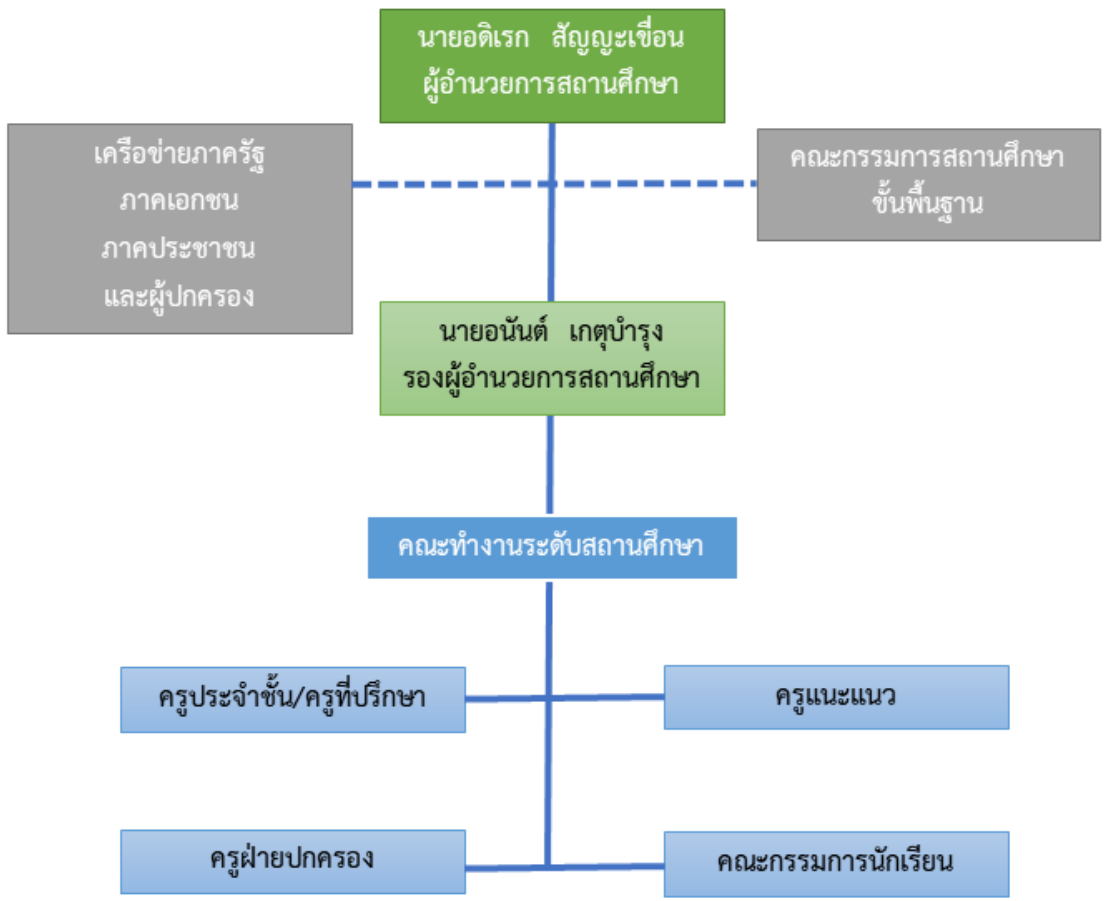 นายอดิเรก สัญญะเขื่อน
ผู้อำนวยการสถานศึกษา
เครือข่ายภาครัฐ
ภาคเอกชน
ภาคประชาชน
และผู้ปกครอง
คณะกรรมการสถานศึกษา
ขั้นพื้นฐาน
นายอนันต์ เกตุบำรุง
รองผู้อำนวยการสถานศึกษา
คณะทำงานระดับสถานศึกษา
ครูประจำชั้น/ครูที่ปรึกษา
ครูแนะแนว
ครูฝ่ายปกครอง
คณะกรรมการนักเรียน